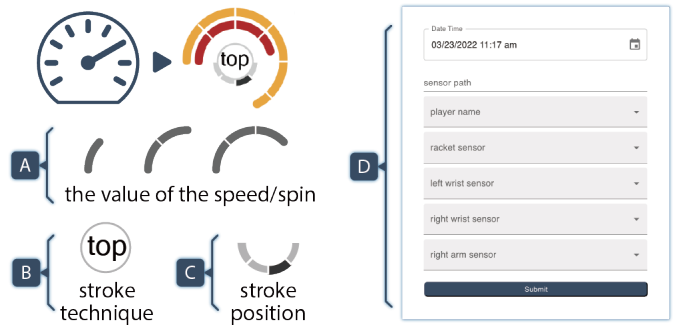 top
A
the value of the speed/spin
B
top
stroke
technique
C
stroke
position
D
Date Time
03/23/2022 11:17 am
sensor path
player name
racket sensor
left wrist sensor
right wrist sensor
right arm sensor
Submit